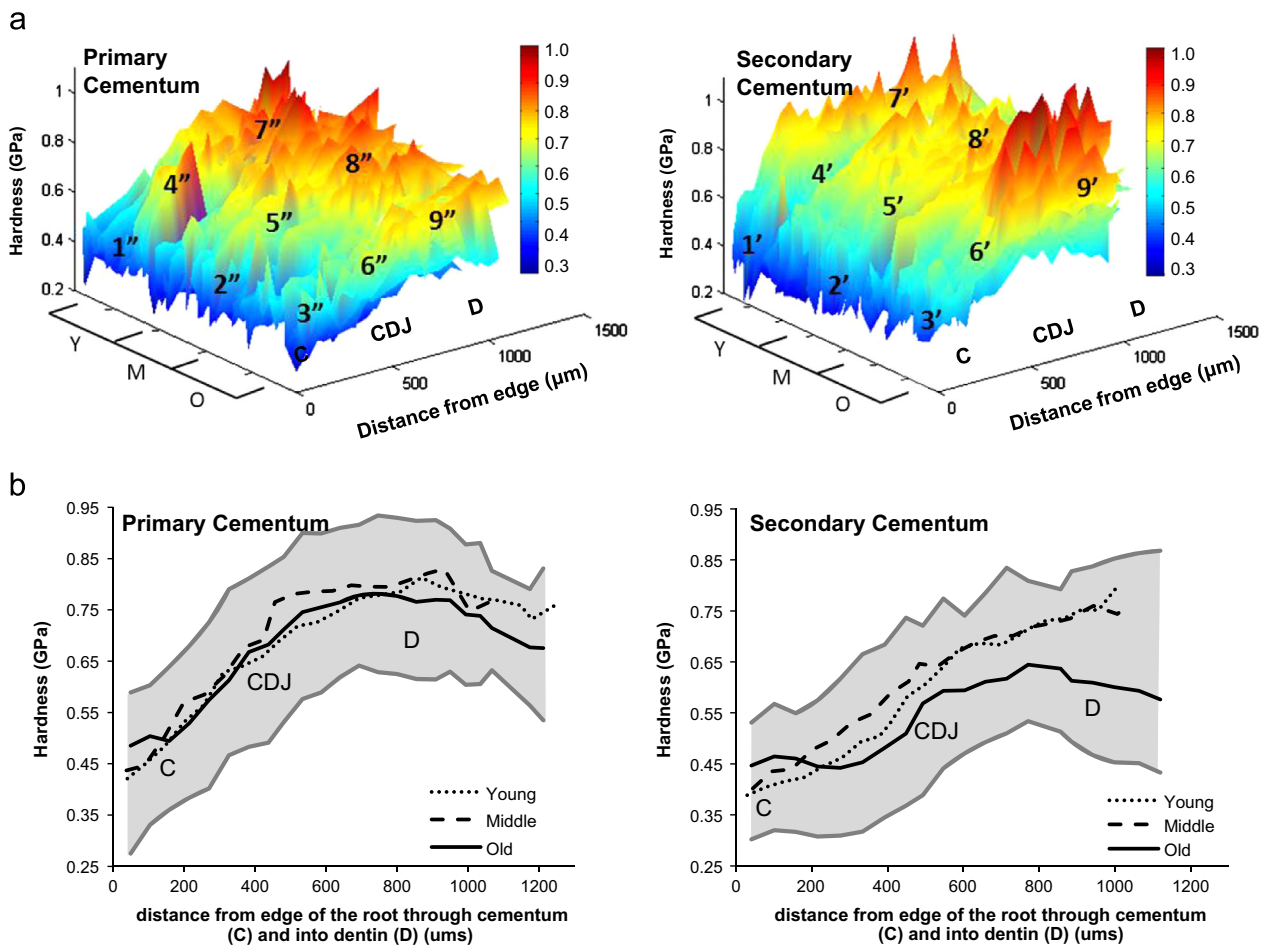 a
Primary
Cementum
Hardness (GPa)
1
0.8
0.6
0.4
0.2
1”
2”
3”
4”
5”
6”
7”
8”
9”
1.0
0.9
0.8
0.7
0.6
0.5
0.4
0.3
Y
M
O
C
CDJ
D
0
500
1000
1500
Distance from edge (µm)
Secondary
Cementum
Hardness (GPa)
1
0.8
0.6
0.4
0.2
1’
2’
3’
4’
5’
6’
7’
8’
9’
1.0
0.9
0.8
0.7
0.6
0.5
0.4
0.3
Y
M
O
C
CDJ
D
0
500
1000
1500
Distance from edge (µm)
b
Primary Cementum
Hardness (GPa)
0.95
0.85
0.75
0.65
0.55
0.45
0.35
0.25
C
CDJ
D
Young
Middle
Old
0 200 400 600 800 1000 1200
distance from edge of the root through cementum
(C) and into dentin (D) (ums)
Secondary Cementum
Hardness (GPa)
0.95
0.85
0.75
0.65
0.55
0.45
0.35
0.25
C
CDJ
D
Young
Middle
Old
0 200 400 600 800 1000 1200
distance from edge of the root through cementum
(C) and into dentin (D) (ums)